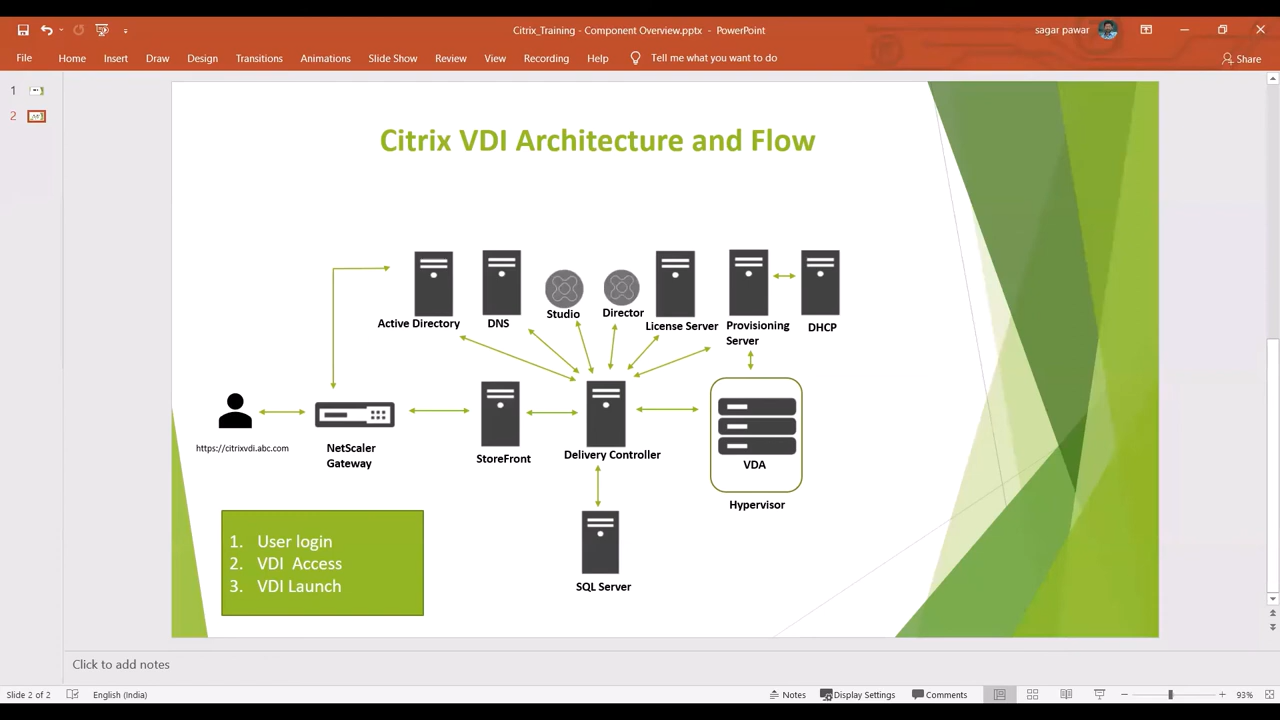 Citrix_Training - Component Overview.pptx - PowerPoint
sagar pawar
File Home Insert Draw Design Transitions Animations Slide Show Review View Recording Help Tell me what you want to do
Share
1
2
Citrix VDI Architecture and Flow
Active Directory
DNS
Studio
Director
License Server
Provisioning
Server
DHCP
https://citrixvdi.abc.com
NetScaler
Gateway
StoreFront
Delivery Controller
VDA
Hypervisor
SQL Server
1. User login
2. VDI Access
3. VDI Launch
Click to add notes
Slide 2 of 2 English (India) Notes Display Settings Comments 93%